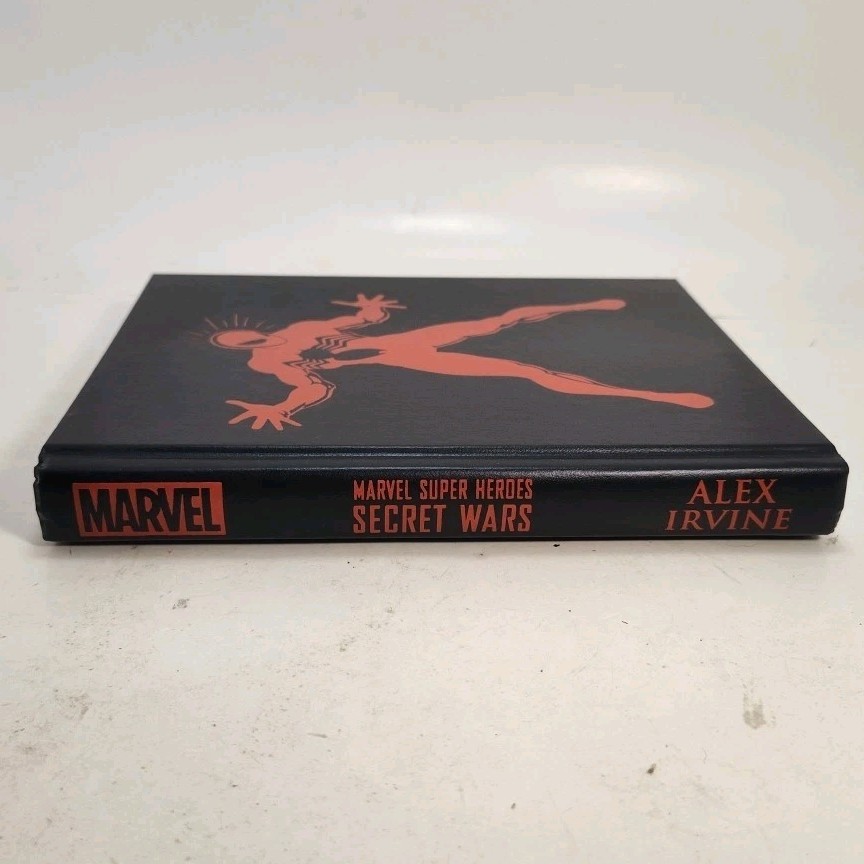 MARVEL
MARVEL SUPER HEROES
SECRET WARS
ALEX
IRVINE